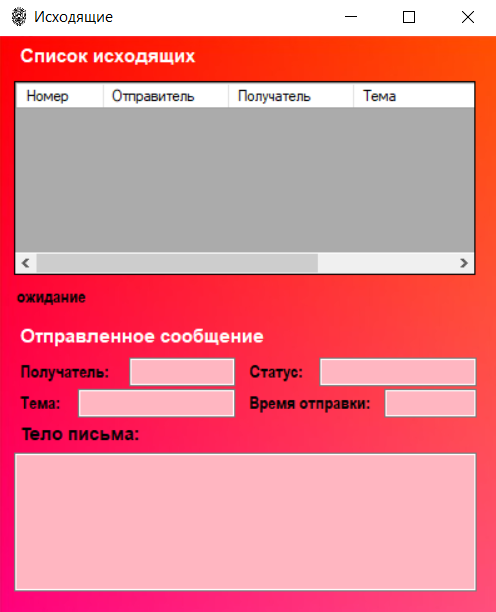 Исходящие
Список исходящих
Номер Отправитель Получатель Тема
ожидание
Отправленное сообщение
Получатель: Статус:
Тема: Время отправки:
Тело письма: